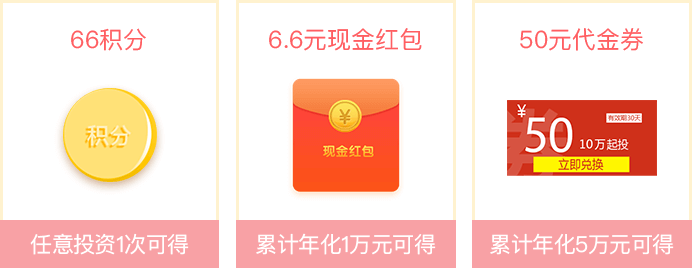 66积分
积分
任意投资1次可得
6.6元现金红包
¥
现金红包
累计年化1万元可得
50元代金券
¥
有效期30天
50
10万起投
立即兑换
累计年化5万元可得